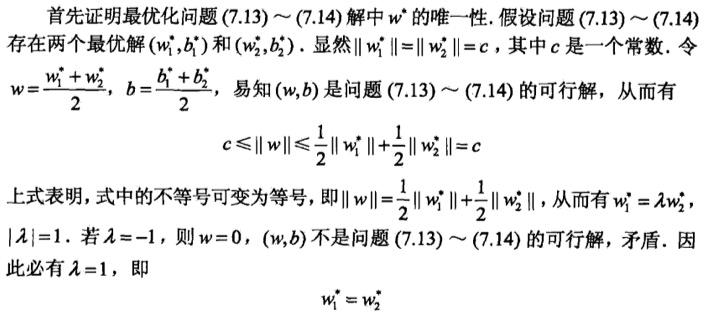 首先证明最优化问题 (7.13) ～ (7.14) 解中 w* 的唯一性. 假设问题 (7.13) ～ (7.14)
存在两个最优解 (w₁*, b₁*) 和 (w₂*, b₂*) . 显然 ‖ w₁* ‖ = ‖ w₂* ‖ = c , 其中 c 是一个常数. 令
w = (w₁* + w₂*)/2, b = (b₁* + b₂*)/2, 易知 (w, b) 是问题 (7.13) ～ (7.14) 的可行解, 从而有
c ≤ ‖ w ‖ ≤ 1/2 ‖ w₁* ‖ + 1/2 ‖ w₂* ‖ = c
上式表明, 式中的不等号可变为等号, 即 ‖ w ‖ = 1/2 ‖ w₁* ‖ + 1/2 ‖ w₂* ‖ , 从而有 w₁* = λw₂* ,
|λ| = 1 . 若 λ = −1, 则 w = 0 , (w, b) 不是问题 (7.13) ～ (7.14) 的可行解, 矛盾. 因
此必有 λ = 1, 即
w₁* = w₂*